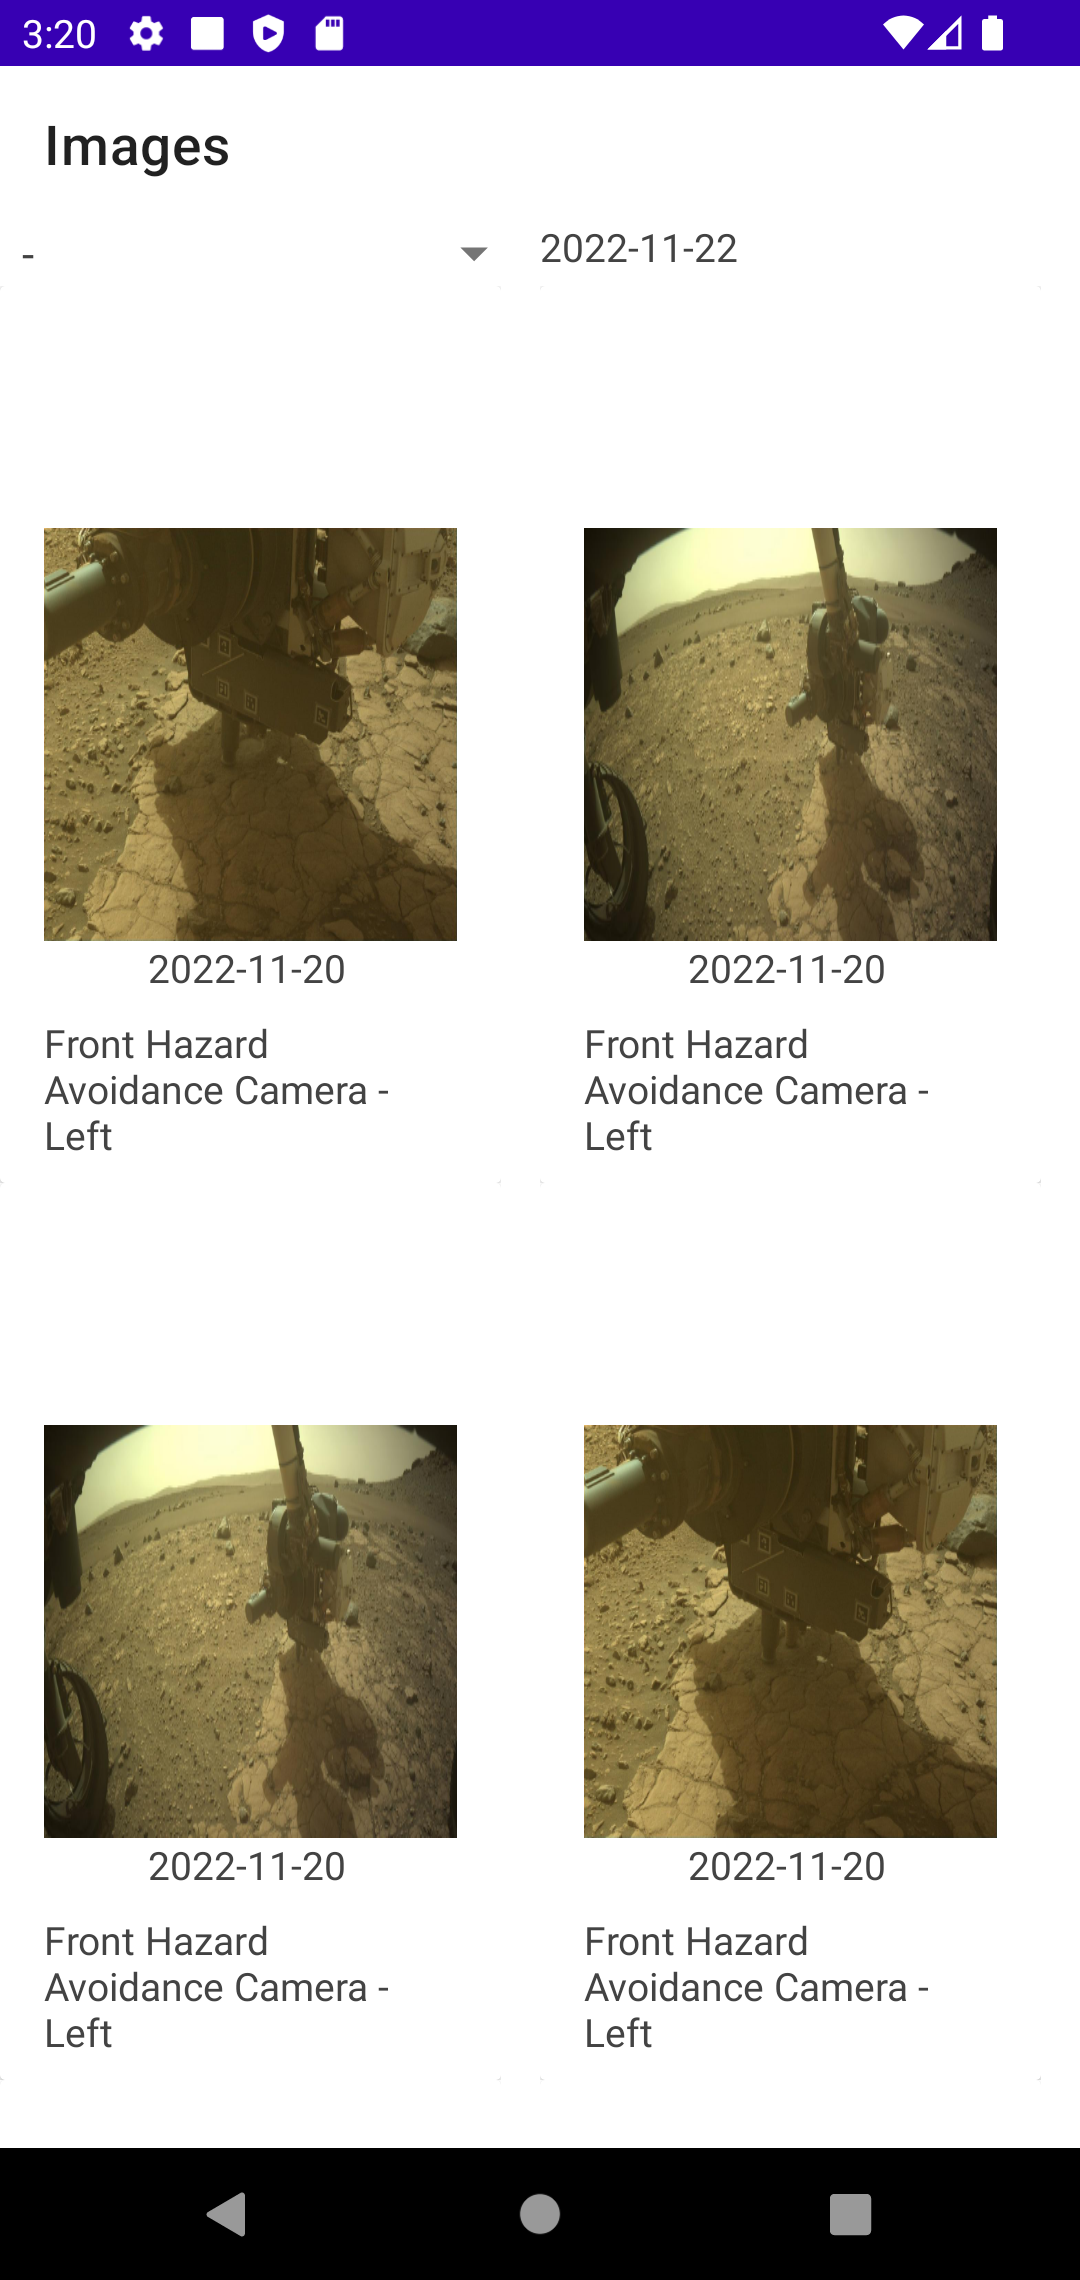 3:20
Images
-
2022-11-22
2022-11-20
Front Hazard
Avoidance Camera -
Left
2022-11-20
Front Hazard
Avoidance Camera -
Left
2022-11-20
Front Hazard
Avoidance Camera -
Left
2022-11-20
Front Hazard
Avoidance Camera -
Left